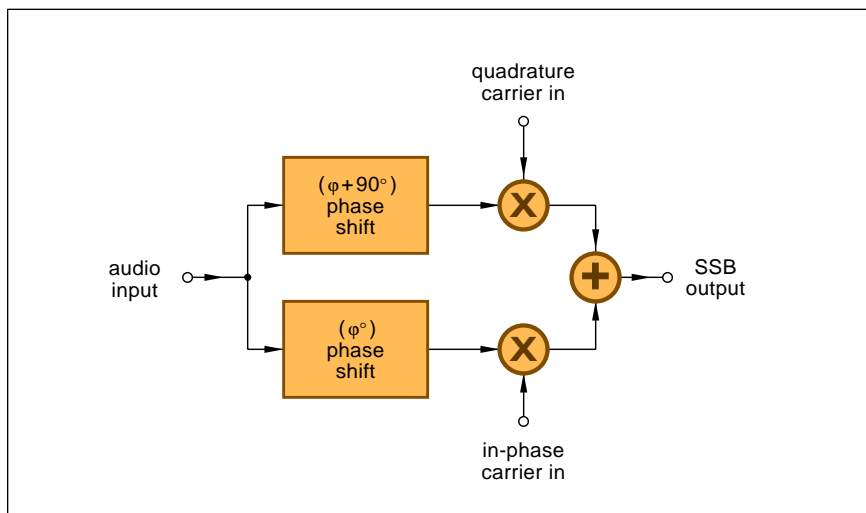 quadrature
carrier in
(φ+90°)
phase
shift
X
audio
input
+
SSB
output
(φ°)
phase
shift
X
in-phase
carrier in